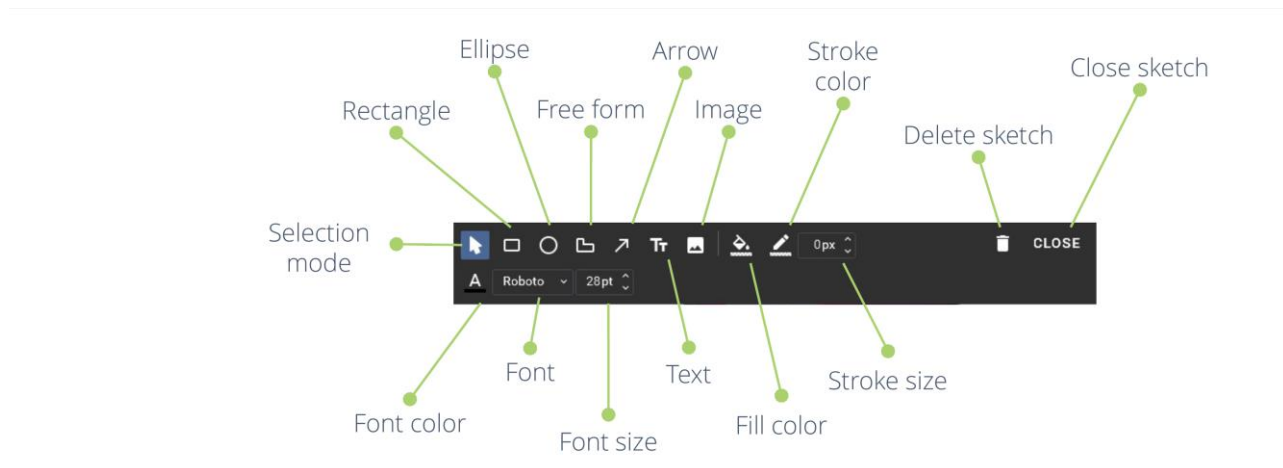 Ellipse
Arrow
Stroke
color
Close sketch
Rectangle
Free form
Image
Delete sketch
Selection
mode
Tт
0px
CLOSE
A
Roboto
28pt
Font
Text
Stroke size
Font color
Font size
Fill color